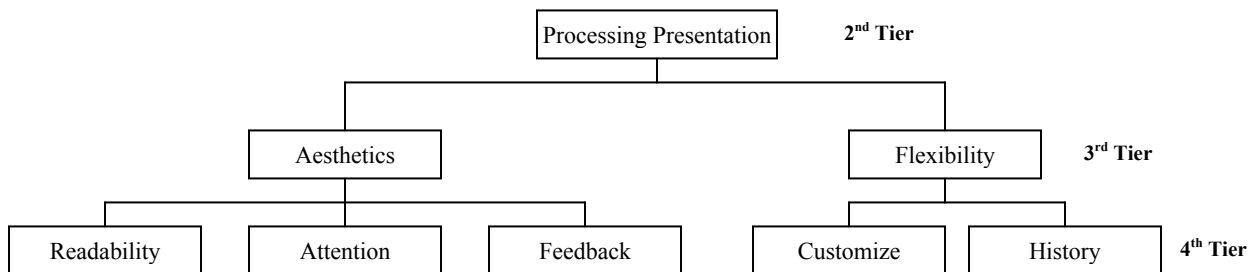 Processing Presentation 2nd Tier
Aesthetics Flexibility 3rd Tier
Readability Attention Feedback Customize History 4th Tier